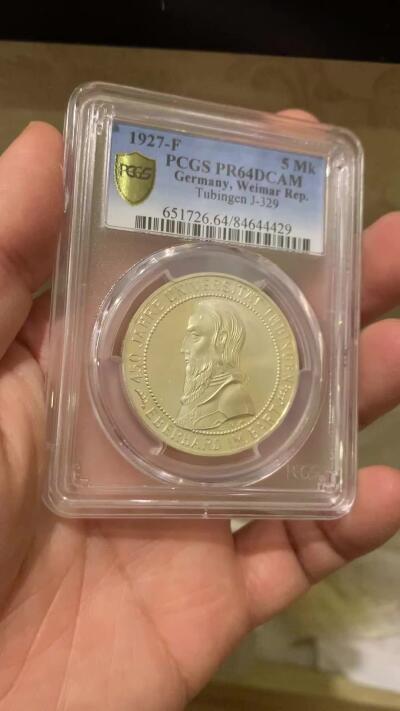 1927-F
5 Mk
PCGS PR64DCAM
Germany, Weimar Rep.
Tubingen J-329
651726.64/84644429
PCGS
450 JAHRE UNIVERSITÄT TÜBINGEN
EBERHARD IM BART
PCGS